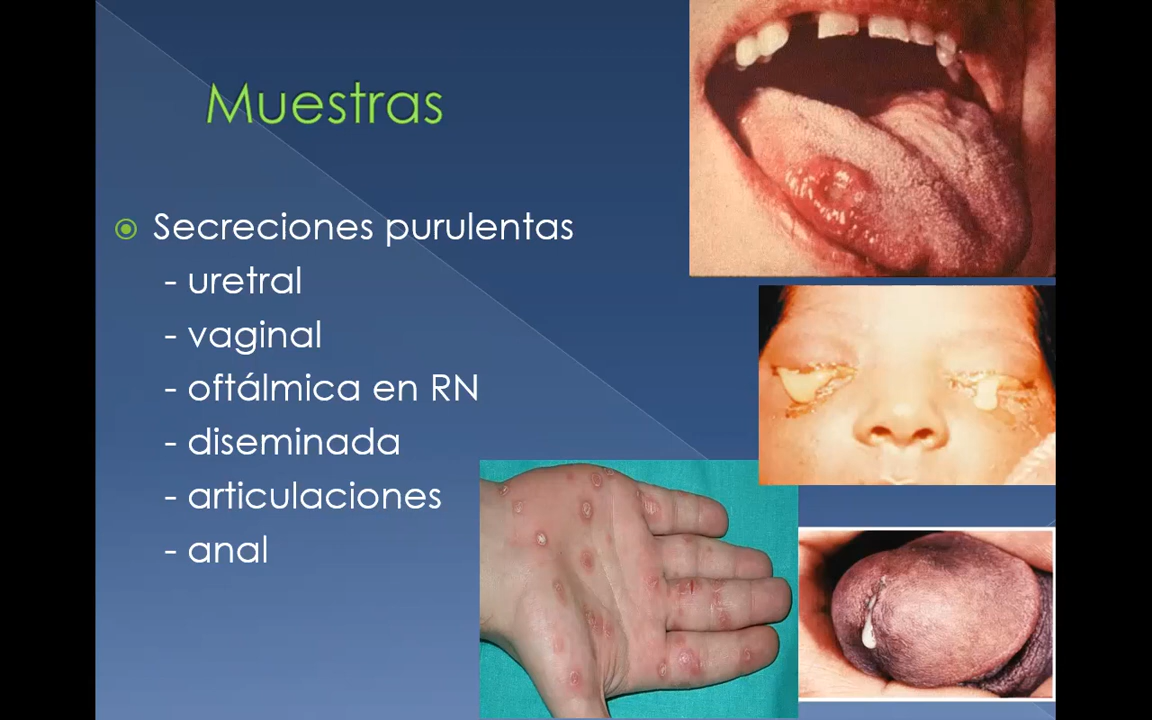 Muestras
Secreciones purulentas
- uretral
- vaginal
- oftálmica en RN
- diseminada
- articulaciones
- anal